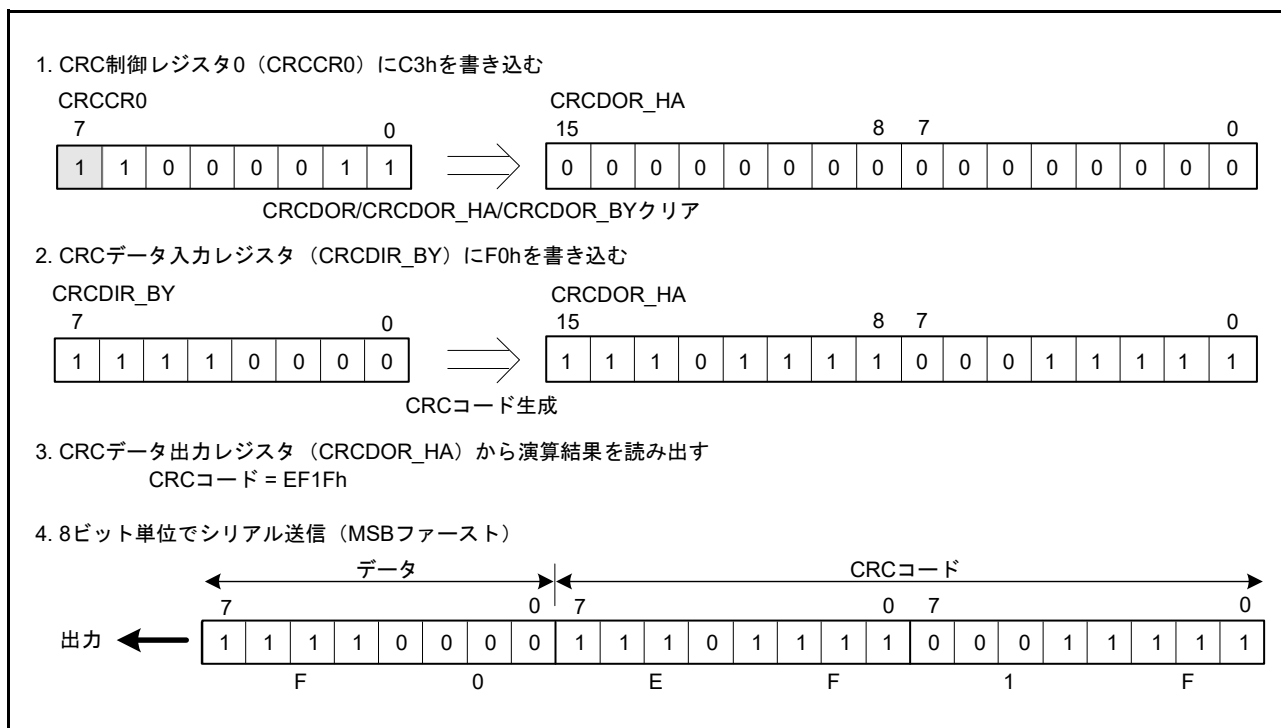 1. CRC制御レジスタ0（CRCCR0）にC3hを書き込む
CRCCR0 CRCDOR_HA
7 0 15 8 7 0
1 1 0 0 0 0 1 1 0 0 0 0 0 0 0 0 0 0 0 0 0 0 0 0
CRCDOR/CRCDOR_HA/CRCDOR_BYクリア
2. CRCデータ入力レジスタ（CRCDIR_BY）にF0hを書き込む
CRCDIR_BY CRCDOR_HA
7 0 15 8 7 0
1 1 1 1 0 0 0 0 1 1 1 0 1 1 1 1 0 0 0 1 1 1 1 1
CRCコード生成
3. CRCデータ出力レジスタ（CRCDOR_HA）から演算結果を読み出す
CRCコード = EF1Fh
4. 8ビット単位でシリアル送信（MSBファースト）
データ CRCコード
7 0 7 0 7 0
出力 1 1 1 1 0 0 0 0 1 1 1 0 1 1 1 1 0 0 0 1 1 1 1 1
F 0 E F 1 F